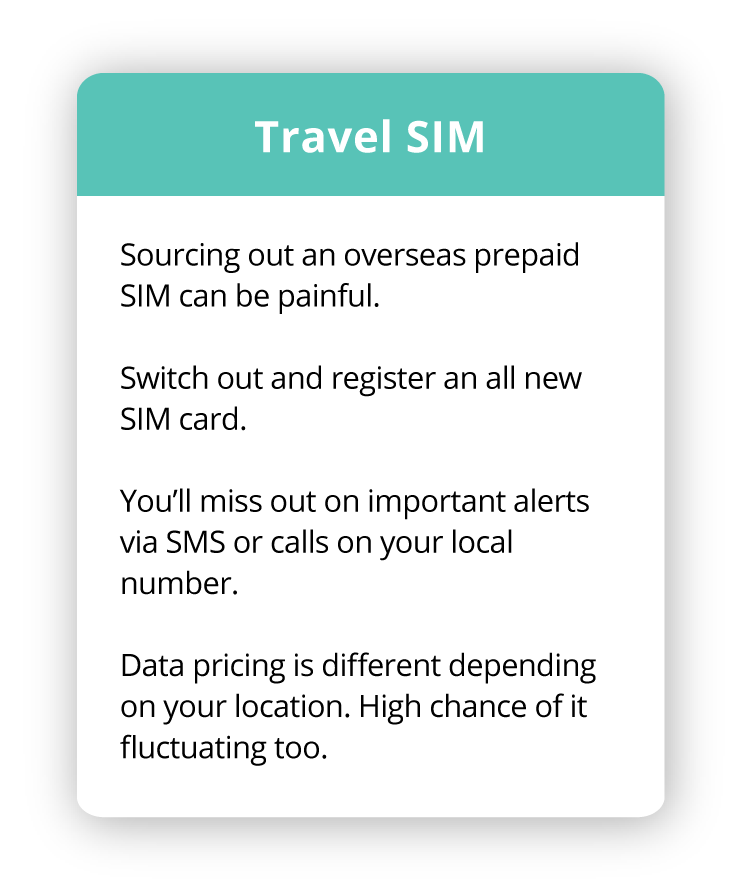 Travel SIM
Sourcing out an overseas prepaid
SIM can be painful.
Switch out and register an all new
SIM card.
You’ll miss out on important alerts
via SMS or calls on your local
number.
Data pricing is different depending
on your location. High chance of it
fluctuating too.